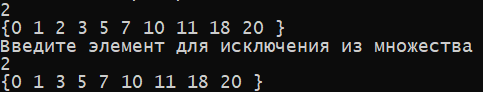 2
{0 1 2 3 5 7 10 11 18 20 }
Введите элемент для исключения из множества
2
{0 1 3 5 7 10 11 18 20 }